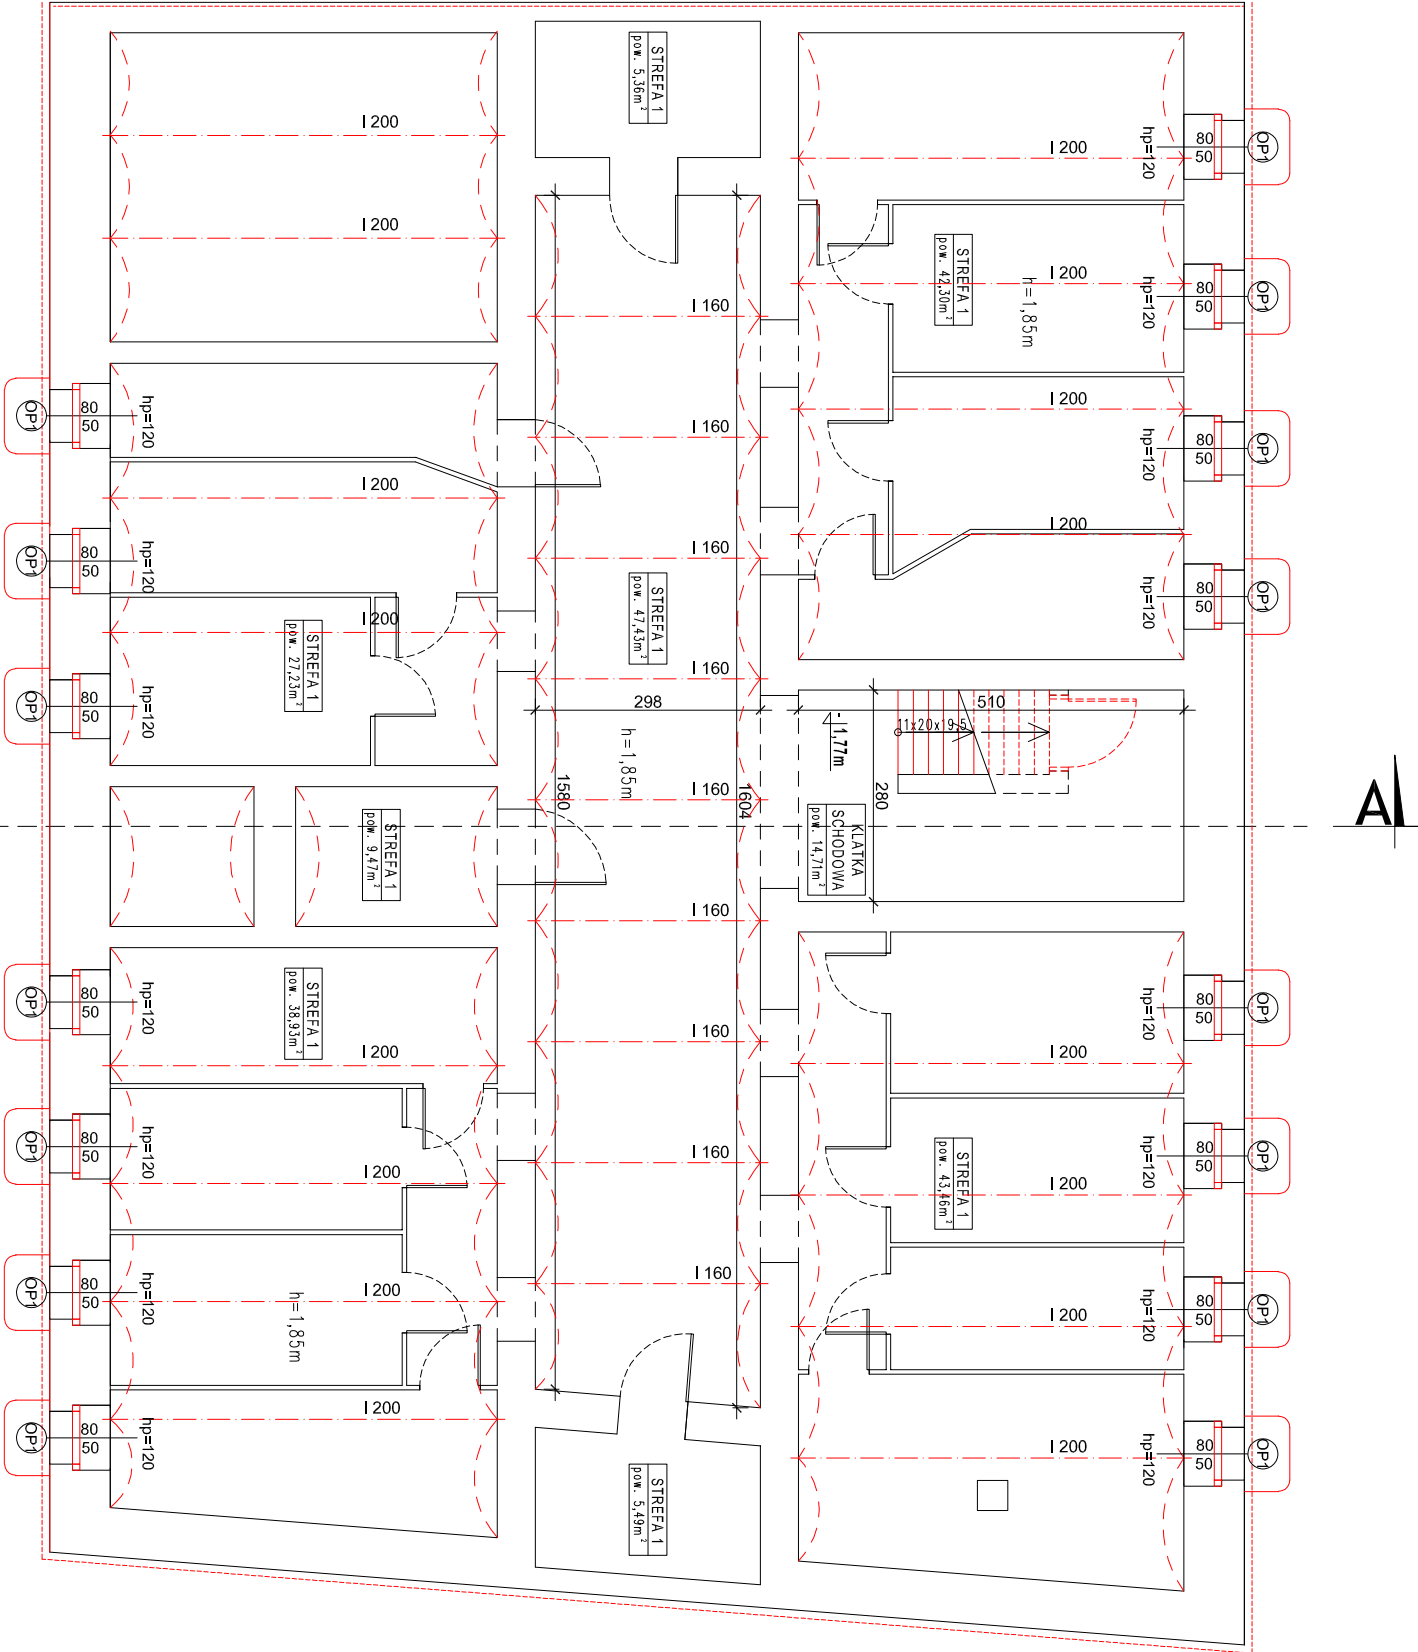 STREFA 1
pow. 5,36m²
I 200
I 200
hp=120
80
50
OP1
I 200
hp=120
80
50
OP1
STREFA 1
pow. 42,30m²
h=1,85m
I 200
I 160
hp=120
80
50
OP1
I 200
hp=120
80
50
OP1
I 160
OP1
80
50
hp=120
I 200
I 200
OP1
80
50
hp=120
I 160
hp=120
80
50
OP1
I 200
STREFA 1
pow. 47,43m²
STREFA 1
pow. 27,23m²
OP1
80
50
hp=120
I 160
298
510
11x20x19,5
-1,77m
h=1,85m
1580
I 160
1604
280
KLATKA
SCHODOWA
pow. 14,71m²
STREFA 1
pow. 9,47m²
A
I 160
OP1
80
50
hp=120
STREFA 1
pow. 38,93m²
I 200
I 160
hp=120
80
50
OP1
I 200
OP1
80
50
hp=120
I 200
I 160
STREFA 1
pow. 43,46m²
hp=120
80
50
OP1
I 200
OP1
80
50
hp=120
I 200
h=1,85m
I 160
I 200
hp=120
80
50
OP1
OP1
80
50
hp=120
I 200
I 200
hp=120
80
50
OP1
STREFA 1
pow. 5,49m²